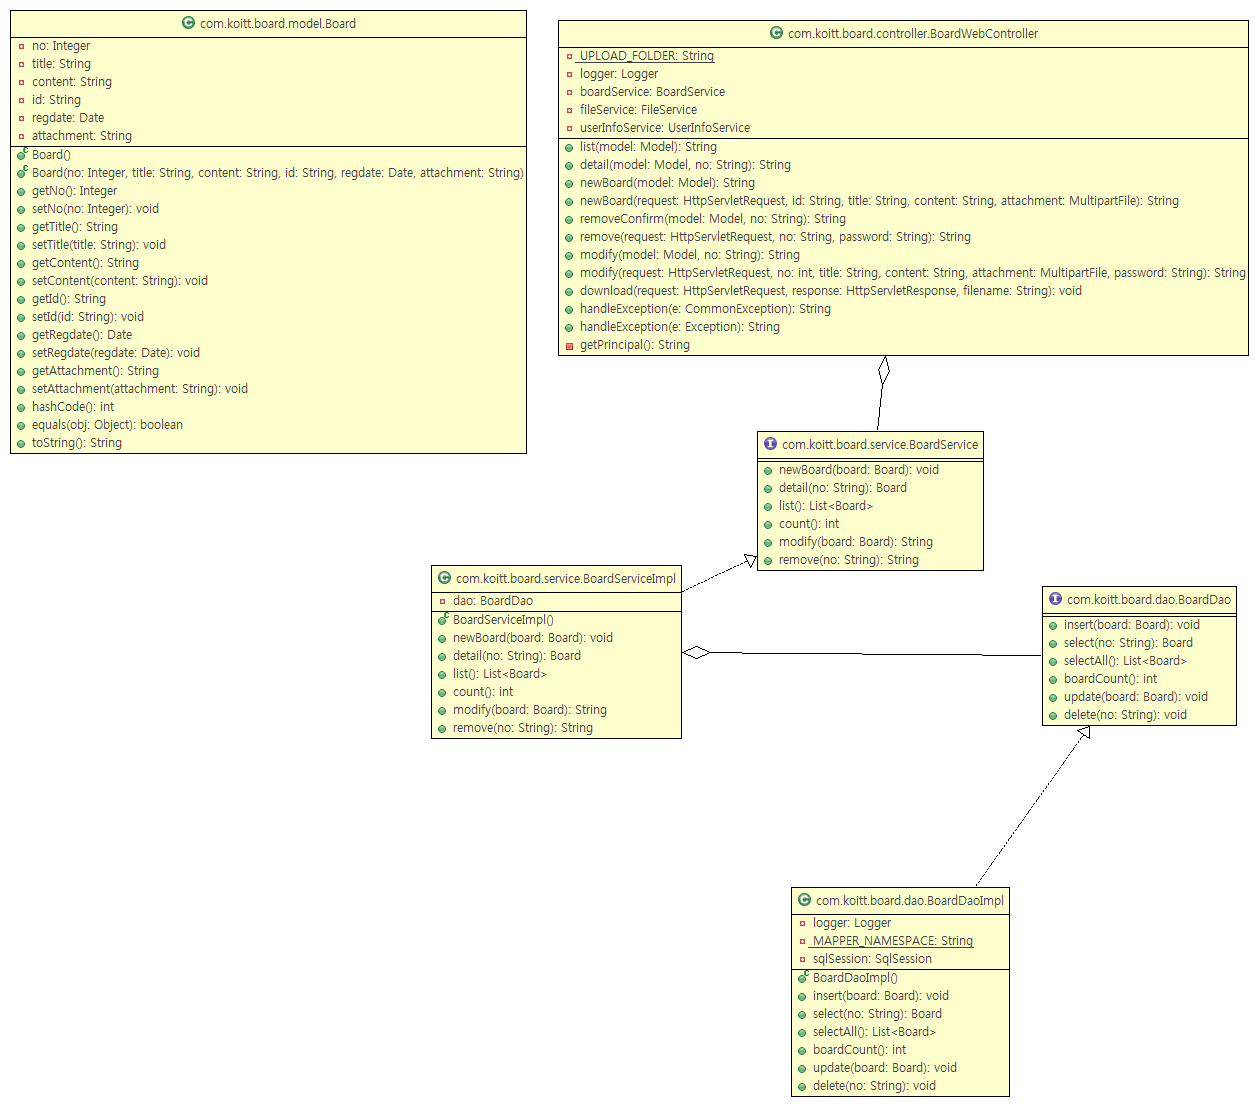 com.koitt.board.model.Board
no: Integer
title: String
content: String
id: String
regdate: Date
attachment: String
Board()
Board(no: Integer, title: String, content: String, id: String, regdate: Date, attachment: String)
getNo(): Integer
setNo(no: Integer): void
getTitle(): String
setTitle(title: String): void
getContent(): String
setContent(content: String): void
getId(): String
setId(id: String): void
getRegdate(): Date
setRegdate(regdate: Date): void
getAttachment(): String
setAttachment(attachment: String): void
hashCode(): int
equals(obj: Object): boolean
toString(): String
com.koitt.board.controller.BoardWebController
UPLOAD_FOLDER: String
logger: Logger
boardService: BoardService
fileService: FileService
userInfoService: UserInfoService
list(model: Model): String
detail(model: Model, no: String): String
newBoard(model: Model): String
newBoard(request: HttpServletRequest, id: String, title: String, content: String, attachment: MultipartFile): String
removeConfirm(model: Model, no: String): String
remove(request: HttpServletRequest, no: String, password: String): String
modify(model: Model, no: String): String
modify(request: HttpServletRequest, no: int, title: String, content: String, attachment: MultipartFile, password: String): String
download(request: HttpServletRequest, response: HttpServletResponse, filename: String): void
handleException(e: CommonException): String
handleException(e: Exception): String
getPrincipal(): String
com.koitt.board.service.BoardService
newBoard(board: Board): void
detail(no: String): Board
list(): List<Board>
count(): int
modify(board: Board): String
remove(no: String): String
com.koitt.board.service.BoardServiceImpl
dao: BoardDao
BoardServiceImpl()
newBoard(board: Board): void
detail(no: String): Board
list(): List<Board>
count(): int
modify(board: Board): String
remove(no: String): String
com.koitt.board.dao.BoardDao
insert(board: Board): void
select(no: String): Board
selectAll(): List<Board>
boardCount(): int
update(board: Board): void
delete(no: String): void
com.koitt.board.dao.BoardDaoImpl
logger: Logger
MAPPER_NAMESPACE: String
sqlSession: SqlSession
BoardDaoImpl()
insert(board: Board): void
select(no: String): Board
selectAll(): List<Board>
boardCount(): int
update(board: Board): void
delete(no: String): void